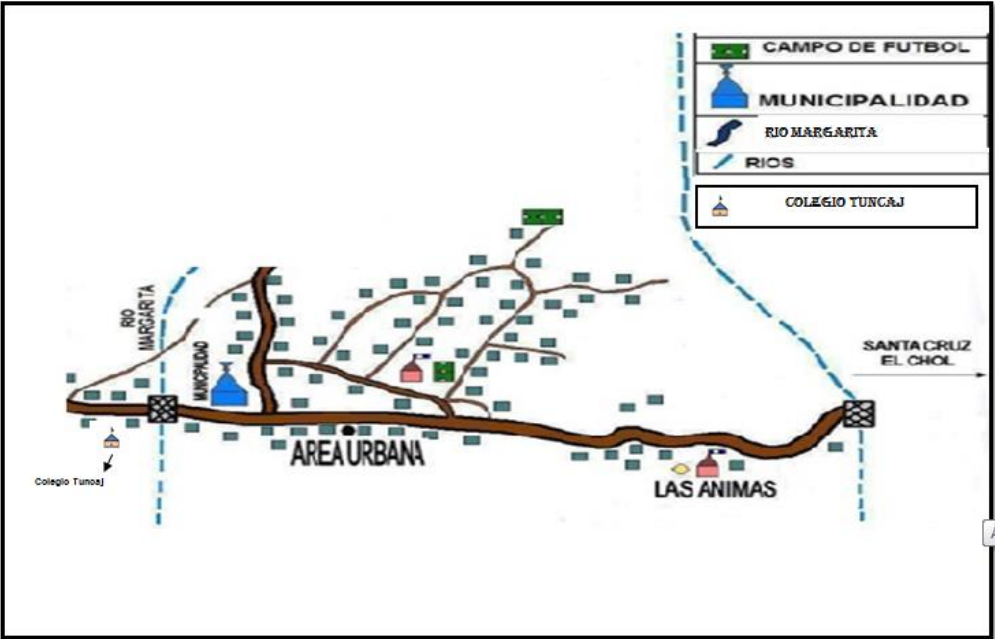 CAMPO DE FUTBOL
MUNICIPALIDAD
RIO MARGARITA
RIOS
COLEGIO TUNCAJ
RIO
MARGARITA
MUNICIPALIDAD
SANTA CRUZ
EL CHOL
AREA URBANA
Colegio Tuncaj
LAS ANIMAS